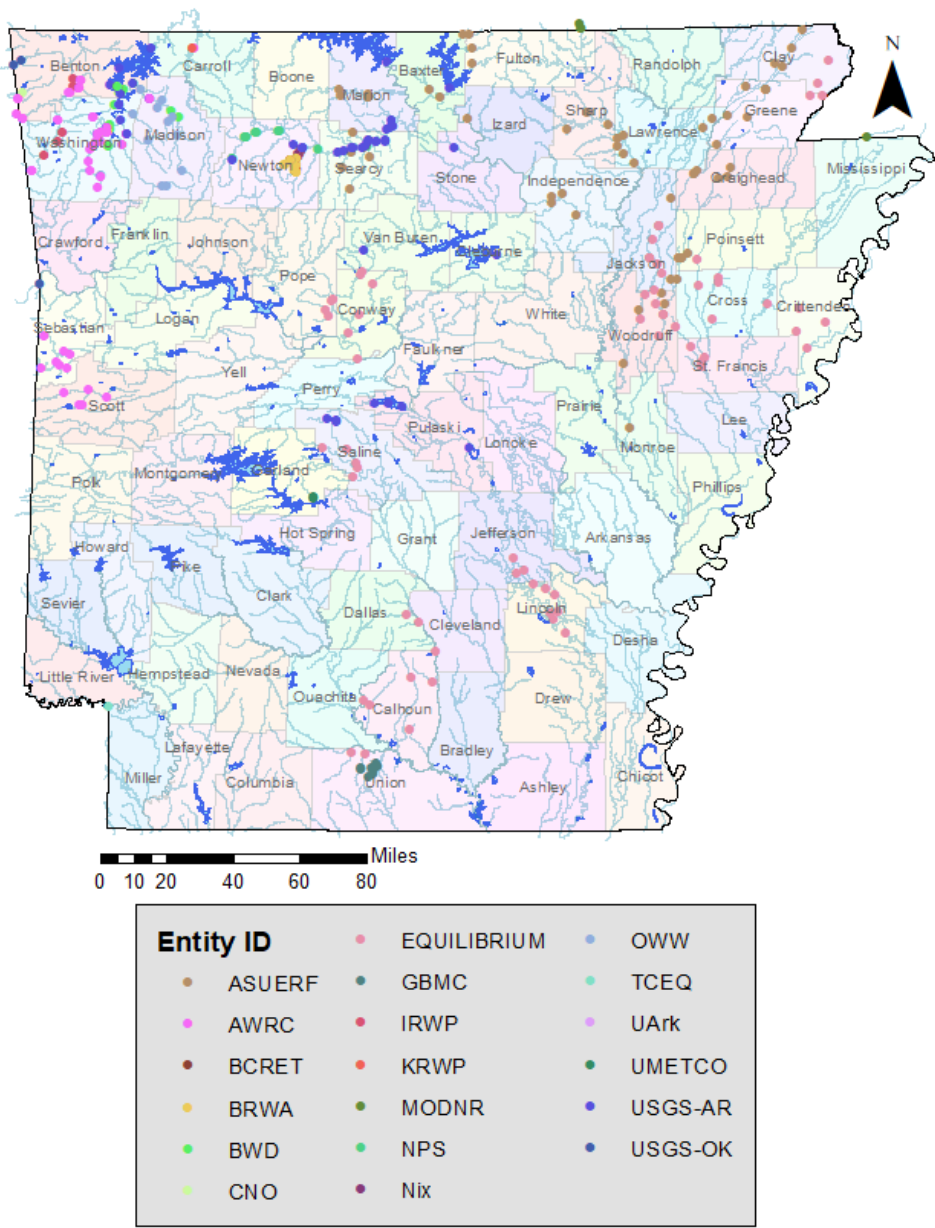 N
Benton
Carroll
Boone
Baxter
Fulton
Randolph
Clay
Marion
Sharp
Greene
Izard
Lawrence
Washington
Madison
Newton
Searcy
Stone
Independence
Craighead
Mississippi
Crawford
Franklin
Johnson
Van Buren
Poinsett
Jackson
Pope
Cross
Crittenden
Logan
Conway
White
Sebastian
Woodruff
Faulkner
St. Francis
Yell
Perry
Scott
Prairie
Lee
Pulaski
Lonoke
Saline
Monroe
Polk
Montgomery
Garland
Phillips
Hot Spring
Grant
Jefferson
Arkansas
Howard
Pike
Clark
Sevier
Dallas
Cleveland
Lincoln
Desha
Little River
Hempstead
Nevada
Ouachita
Calhoun
Drew
Lafayette
Bradley
Miller
Columbia
Union
Ashley
Chicot
Miles
0 10 20 40 60 80
Entity ID
ASUERF
AWRC
BCRET
BRWA
BWD
CNO
EQUILIBRIUM
GBMC
IRWP
KRWP
MODNR
NPS
Nix
OWW
TCEQ
UArk
UMETCO
USGS-AR
USGS-OK